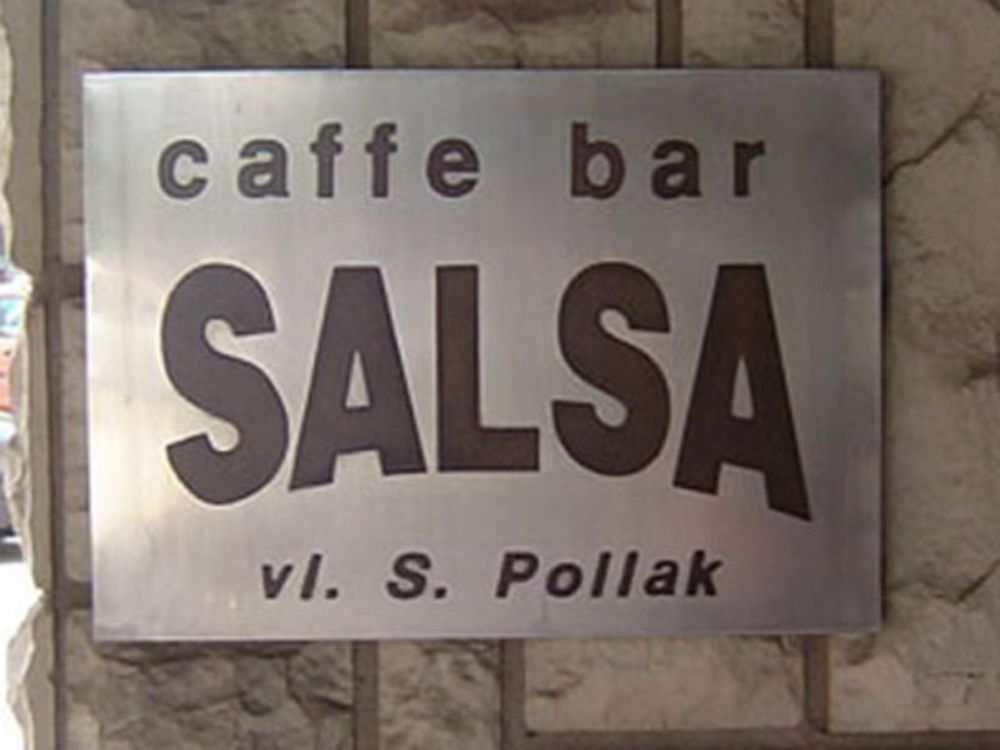 caffe bar
SALSA
vl. S. Pollak